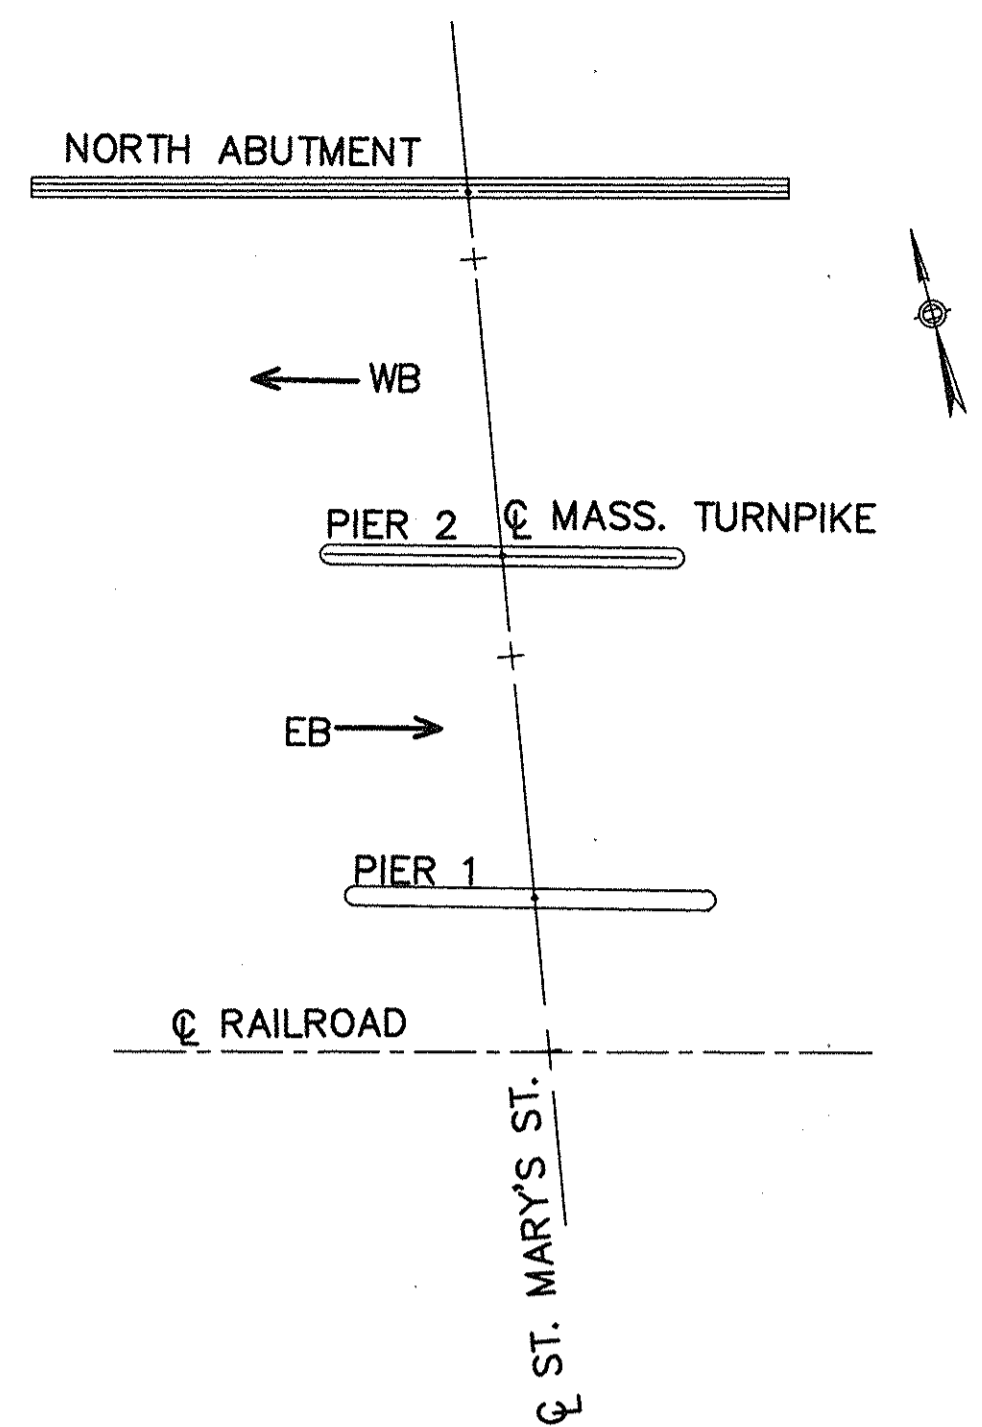 NORTH ABUTMENT
WB
PIER 2
℄ MASS. TURNPIKE
EB
PIER 1
℄ RAILROAD
℄ ST. MARY'S ST.